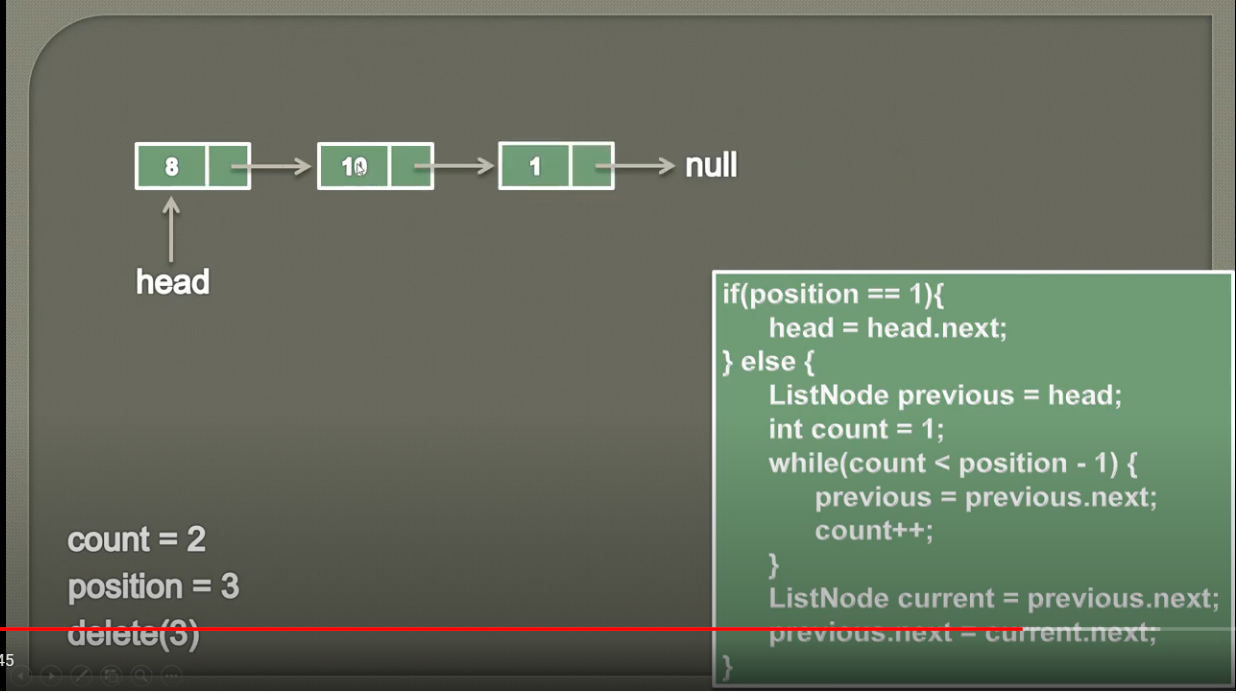 8 10 1 null
head
if(position == 1){
head = head.next;
} else {
ListNode previous = head;
int count = 1;
while(count < position - 1) {
previous = previous.next;
count++;
}
ListNode current = previous.next;
previous.next = current.next;
}
count = 2
position = 3
delete(3)
45